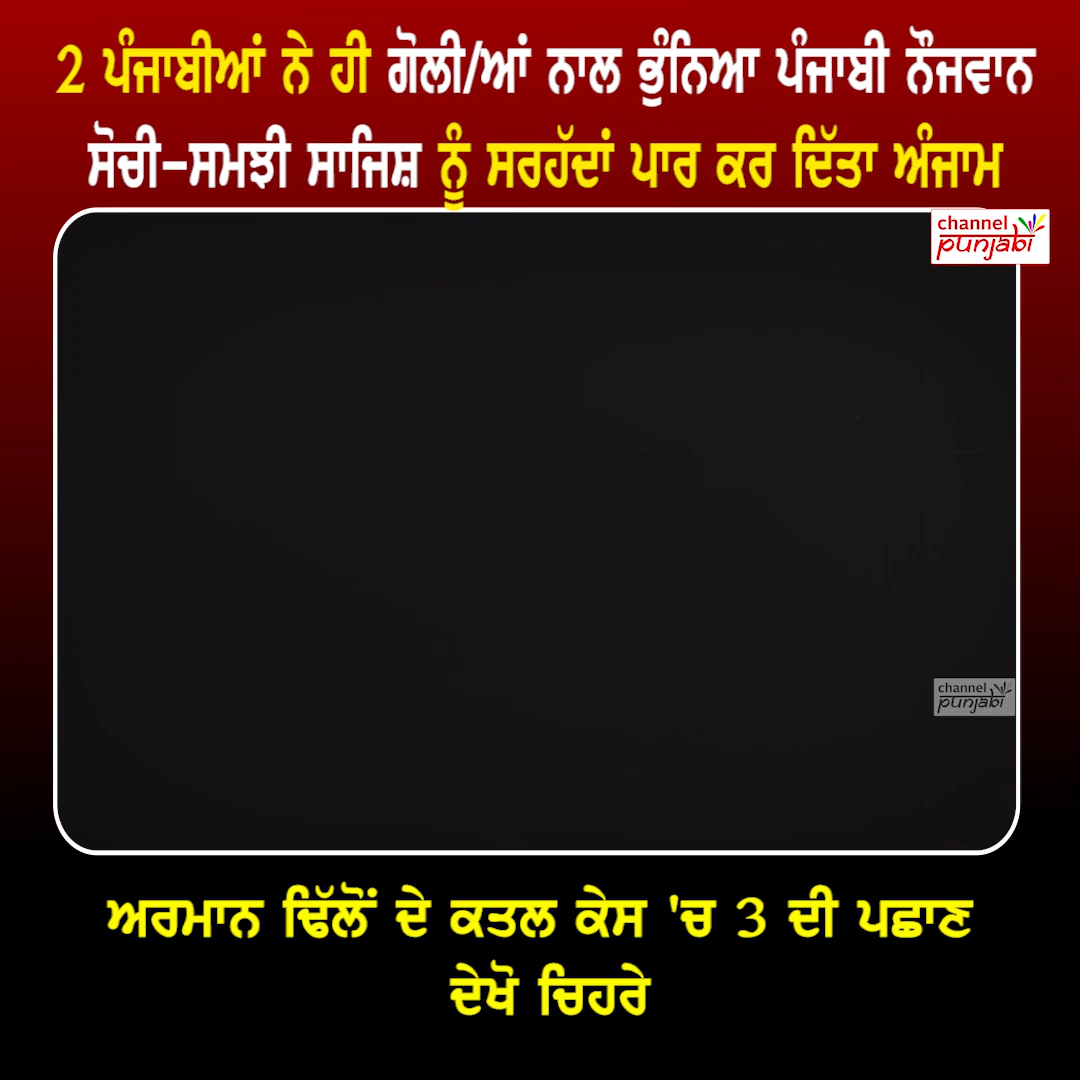 2 ਪੰਜਾਬੀਆਂ ਨੇ ਹੀ ਗੋਲੀ/ਆਂ ਨਾਲ ਭੁੰਨਿਆ ਪੰਜਾਬੀ ਨੌਜਵਾਨ
ਸੋਚੀ-ਸਮਝੀ ਸਾਜਿਸ਼ ਨੂੰ ਸਰਹੱਦਾਂ ਪਾਰ ਕਰ ਦਿੱਤਾ ਅੰਜਾਮ
channel
punjabi
channel
punjabi
ਅਰਮਾਨ ਢਿੱਲੋਂ ਦੇ ਕਤਲ ਕੇਸ 'ਚ 3 ਦੀ ਪਛਾਣ
ਦੇਖੋ ਚਿਹਰੇ